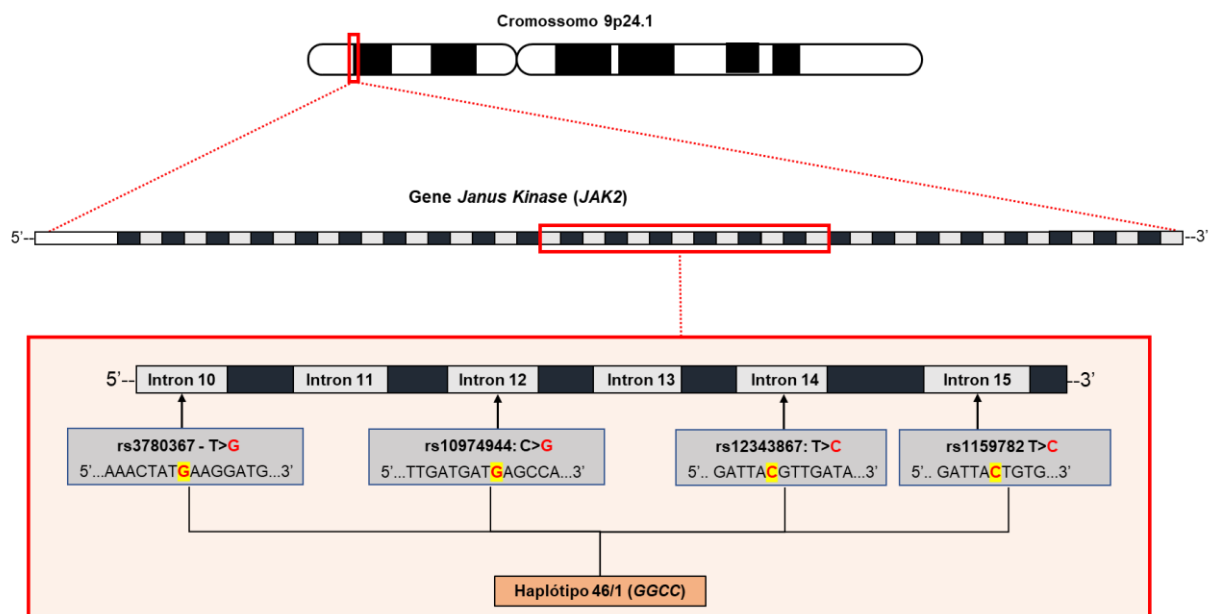 Cromossomo 9p24.1
Gene Janus Kinase (JAK2)
5’--
--3’
5’--
Intron 10
Intron 11
Intron 12
Intron 13
Intron 14
Intron 15
--3’
rs3780367 - T>G
5’...AAACTATGAAGGATG...3’
rs10974944: C>G
5’...TTGATGATGAGCCA...3’
rs12343867: T>C
5’.. GATTACGTTGATA...3’
rs1159782 T>C
5’.. GATTACTGTG...3’
Haplótipo 46/1 (GGCC)